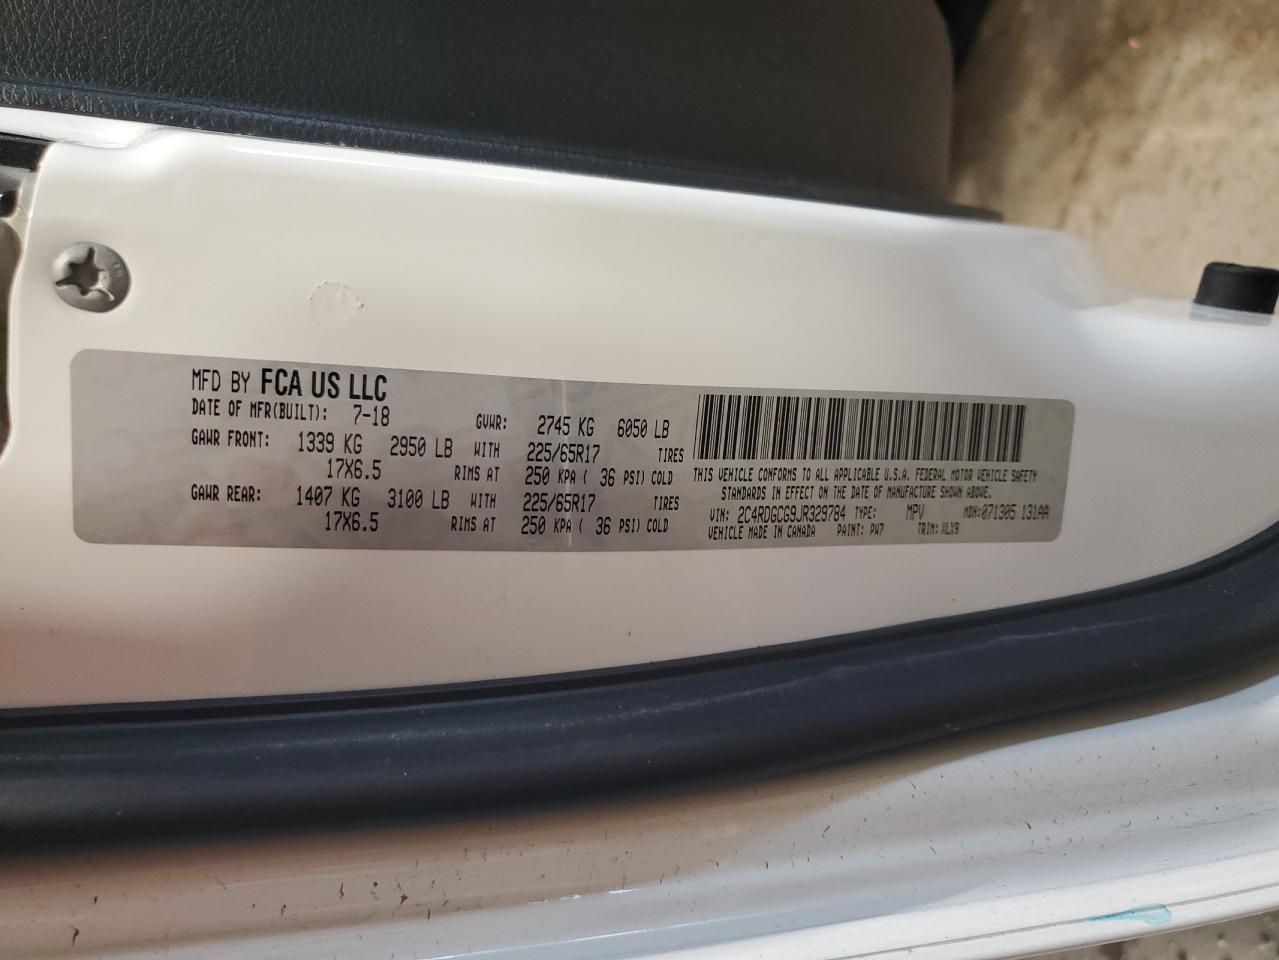 MFD BY FCA US LLC
DATE OF MFR(BUILT): 7-18 GVWR: 2745 KG 6050 LB
GAWR FRONT: 1339 KG 2950 LB WITH 225/65R17 TIRES
17X6.5 RIMS AT 250 KPA ( 36 PSI) COLD
GAWR REAR: 1407 KG 3100 LB WITH 225/65R17 TIRES
17X6.5 RIMS AT 250 KPA ( 36 PSI) COLD
THIS VEHICLE CONFORMS TO ALL APPLICABLE U.S.A. FEDERAL MOTOR VEHICLE SAFETY
STANDARDS IN EFFECT ON THE DATE OF MANUFACTURE SHOWN ABOVE.
VIN: 2C4RDGCG9JR329784 TYPE: MPV MDH:071305 131AA
VEHICLE MADE IN CANADA PAINT: PW7 TRIM: XLX9